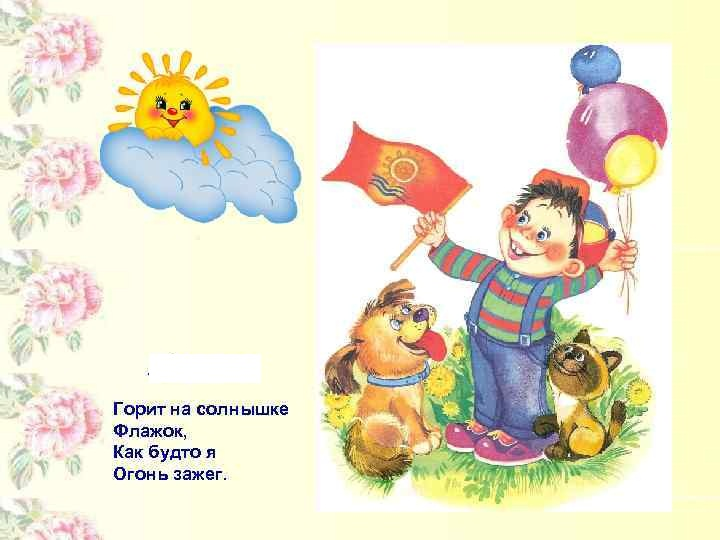 Горит на солнышке
Флажок,
Как будто я
Огонь зажег.